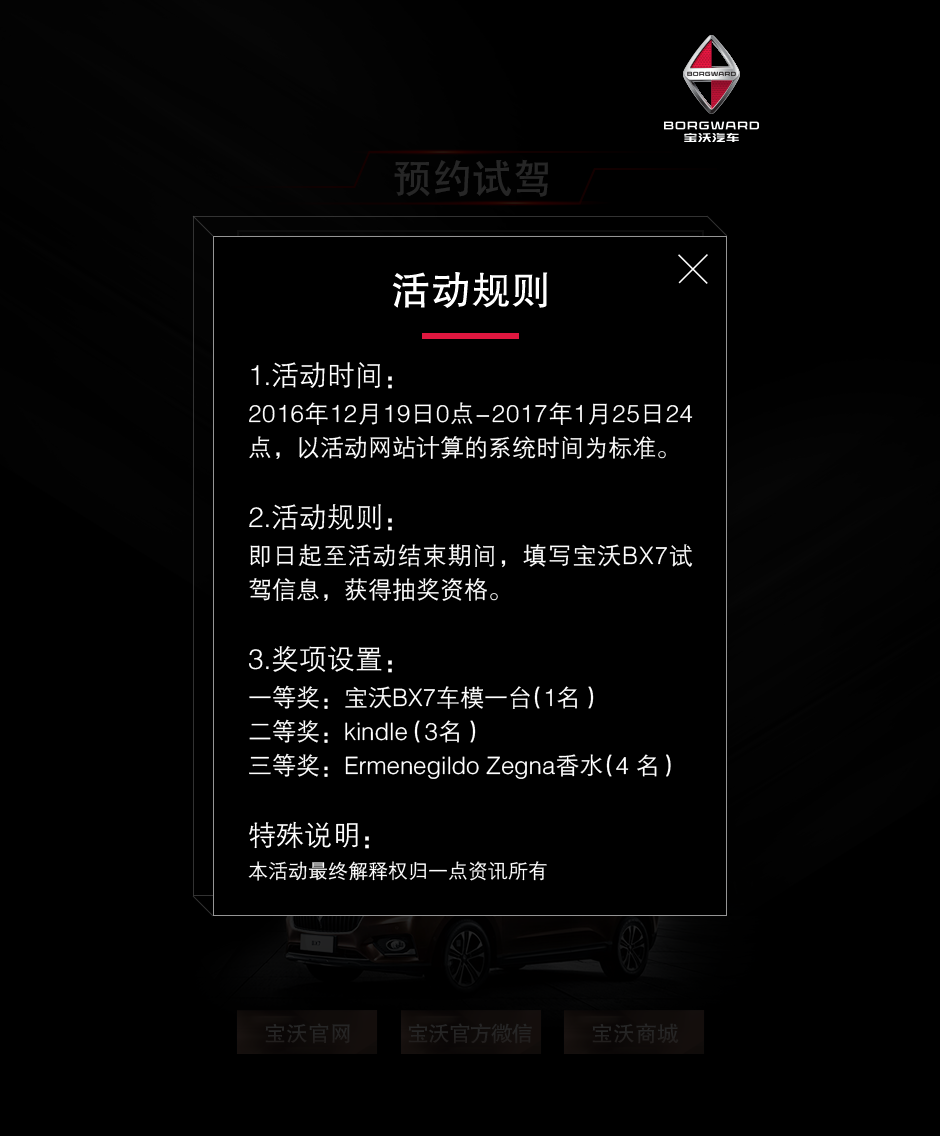 BORGWARD
BORGWARD
宝沃汽车
预约试驾
活动规则
1.活动时间：
2016年12月19日0点-2017年1月25日24
点，以活动网站计算的系统时间为标准。
2.活动规则：
即日起至活动结束期间，填写宝沃BX7试
驾信息，获得抽奖资格。
3.奖项设置：
一等奖：宝沃BX7车模一台(1名 )
二等奖：kindle ( 3名 )
三等奖：Ermenegildo Zegna香水(4 名 )
特殊说明：
本活动最终解释权归一点资讯所有
BX7
宝沃官网
宝沃官方微信
宝沃商城